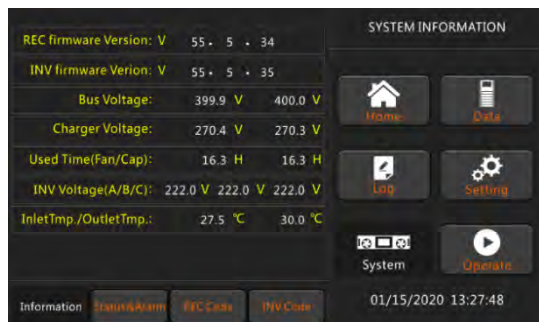 SYSTEM INFORMATION
REC firmware Version: V 55. 5 . 34
INV firmware Verion: V 55. 5 . 35
Bus Voltage: 399.9 V 400.0 V
Charger Voltage: 270.4 V 270.3 V
Used Time(Fan/Cap): 16.3 H 16.3 H
INV Voltage(A/B/C): 222.0 V 222.0 V 222.0 V
InletTmp./OutletTmp.: 27.5 ℃ 30.0 ℃
Home Data
Log Setting
System Operate
Information Status&Alarm REC Code INV Code
01/15/2020 13:27:48